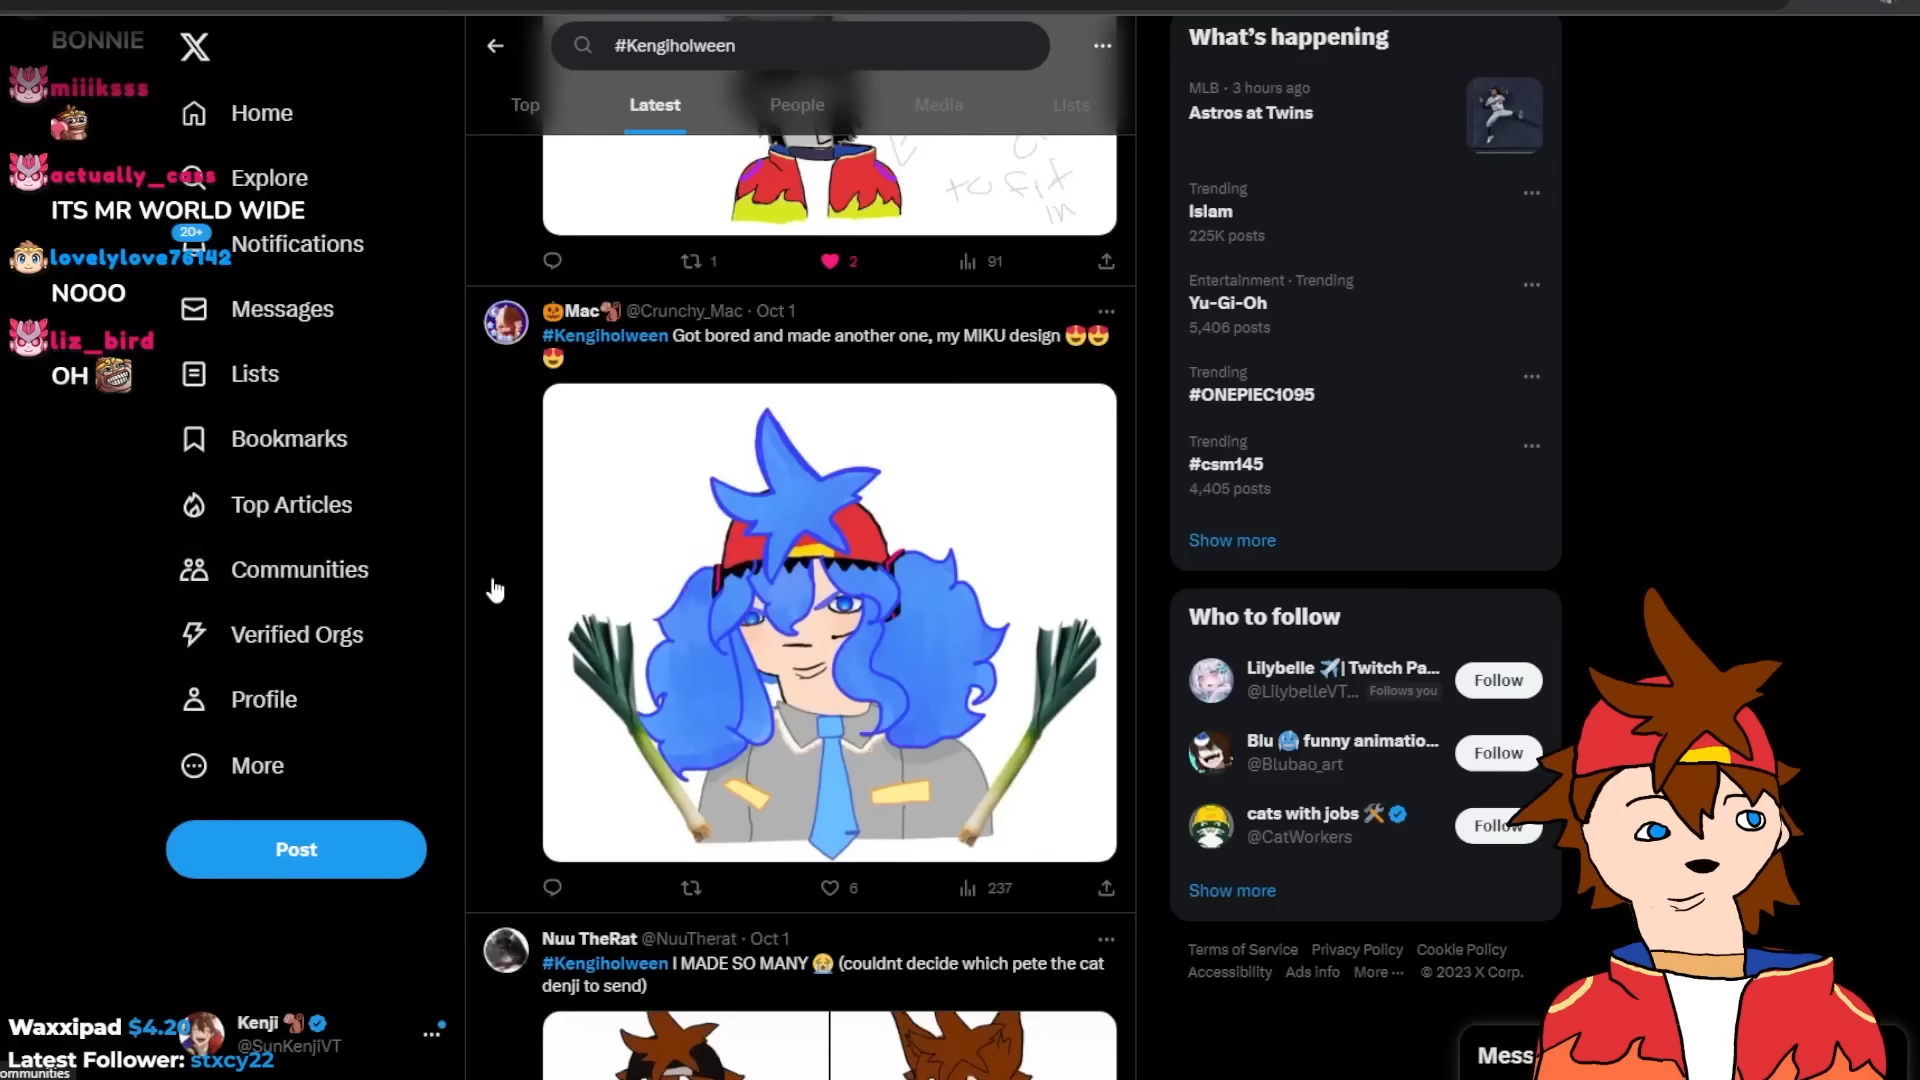 BONNIE
miiiksss
actually_cass
ITS MR WORLD WIDE
lovelylove76142
NOOO
liz_bird
OH
Home
Explore
20+
Notifications
Messages
Lists
Bookmarks
Top Articles
Communities
Verified Orgs
Profile
More
Post
Kenji
@SunKenjiVT
Waxxipad $4.20
Latest Follower: stxcy22
ommunities
#Kengiholween
Top
Latest
People
Media
Lists
to fit
in
1
2
91
Mac @Crunchy_Mac · Oct 1
#Kengiholween Got bored and made another one, my MIKU design
6
237
Nuu TheRat @NuuTherat · Oct 1
#Kengiholween I MADE SO MANY (couldnt decide which pete the cat
denji to send)
What's happening
MLB · 3 hours ago
Astros at Twins
Trending
Islam
225K posts
Entertainment · Trending
Yu-Gi-Oh
5,406 posts
Trending
#ONEPIEC1095
Trending
#csm145
4,405 posts
Show more
Who to follow
Lilybelle | Twitch Pa...
@LilybelleVT... Follows you
Follow
Blu funny animatio...
@Blubao_art
Follow
cats with jobs
@CatWorkers
Follow
Show more
Terms of Service Privacy Policy Cookie Policy
Accessibility Ads info More ··· © 2023 X Corp.
Mess